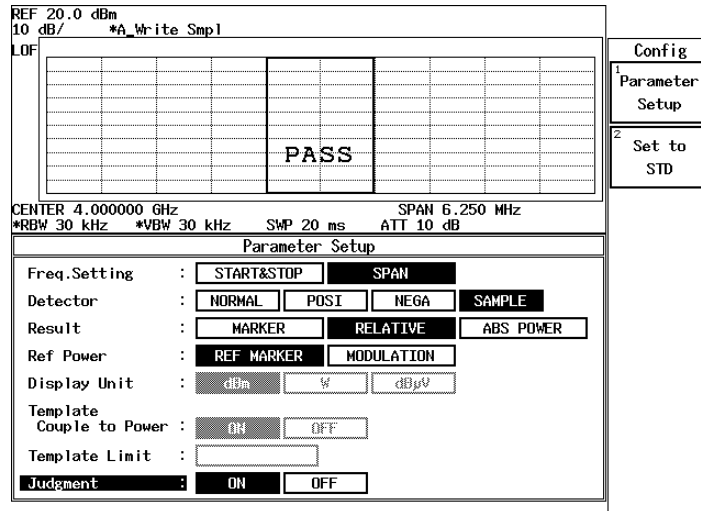 REF 20.0 dBm
10 dB/ *A_Write Smpl
LOF
PASS
CENTER 4.000000 GHz SPAN 6.250 MHz
*RBW 30 kHz *VBW 30 kHz SWP 20 ms ATT 10 dB
Parameter Setup
Freq.Setting : START&STOP SPAN
Detector : NORMAL POSI NEGA SAMPLE
Result : MARKER RELATIVE ABS POWER
Ref Power : REF MARKER MODULATION
Display Unit : dBm W dBμV
Template
Couple to Power : ON OFF
Template Limit :
Judgment : ON OFF
Config
1
Parameter
Setup
2
Set to
STD